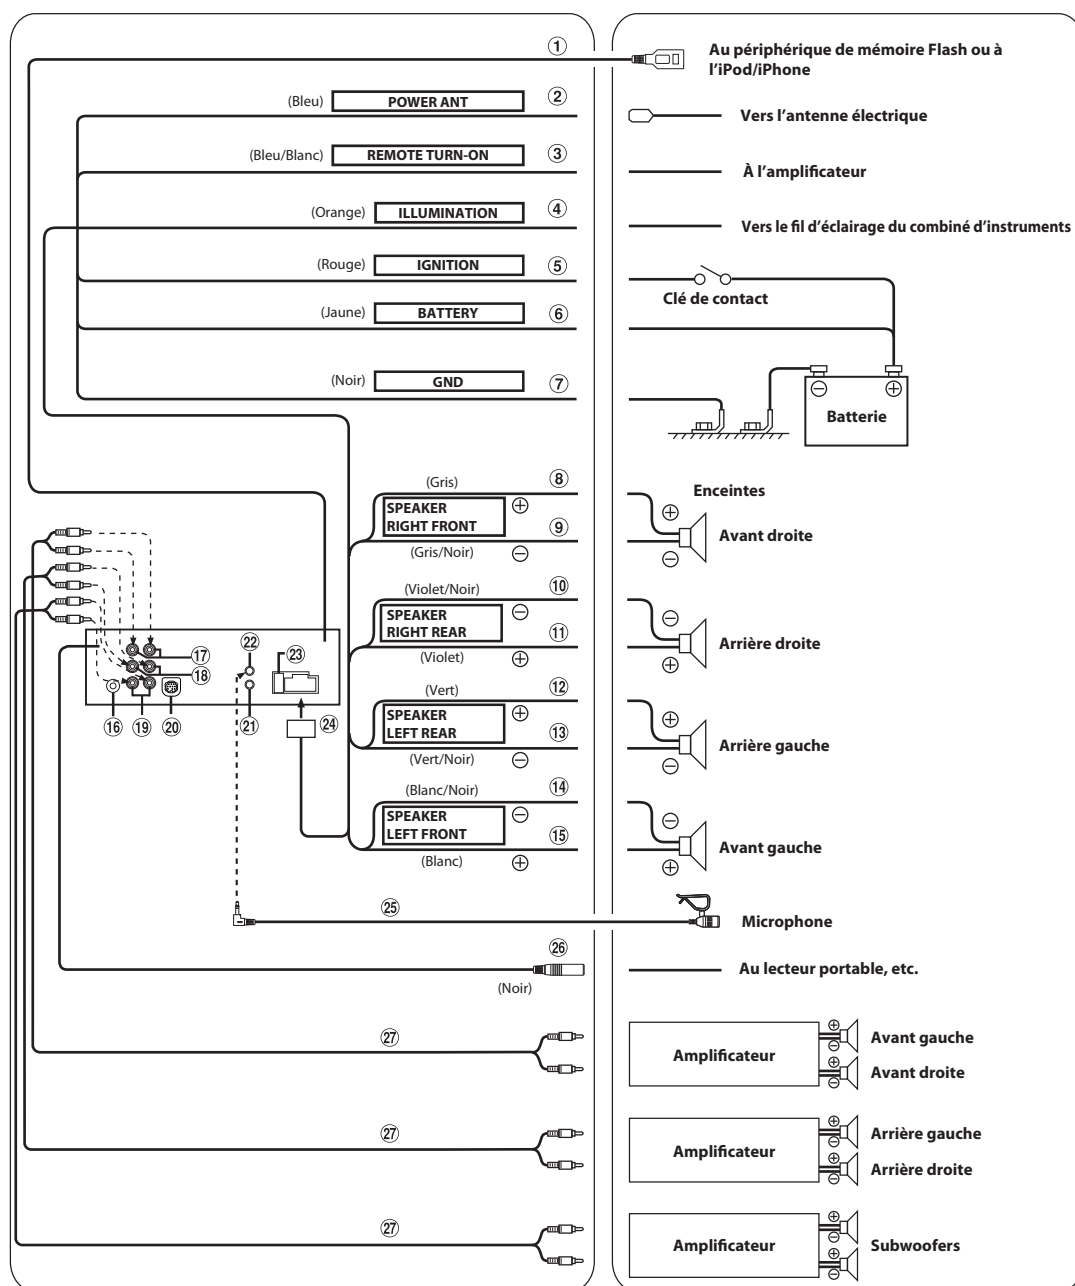 ① Au périphérique de mémoire Flash ou à
l'iPod/iPhone
(Bleu) POWER ANT ② Vers l'antenne électrique
(Bleu/Blanc) REMOTE TURN-ON ③ À l'amplificateur
(Orange) ILLUMINATION ④ Vers le fil d'éclairage du combiné d'instruments
(Rouge) IGNITION ⑤
Clé de contact
(Jaune) BATTERY ⑥
(Noir) GND ⑦
⊖ ⊕
Batterie
(Gris) ⑧ Enceintes
SPEAKER ⊕ ⊕
RIGHT FRONT ⑨ Avant droite
(Gris/Noir) ⊖ ⊖
(Violet/Noir) ⑩
SPEAKER ⊖ ⊖
RIGHT REAR ⑪ Arrière droite
(Violet) ⊕ ⊕
⑰ ⑱ ㉒ ㉓
⑯ ⑲ ⑳ ㉑ ㉔
(Vert) ⑫
SPEAKER ⊕ ⊕
LEFT REAR ⑬ Arrière gauche
(Vert/Noir) ⊖ ⊖
(Blanc/Noir) ⑭
SPEAKER ⊖ ⊖
LEFT FRONT ⑮ Avant gauche
(Blanc) ⊕ ⊕
㉕ Microphone
㉖ Au lecteur portable, etc.
(Noir)
㉗ Amplificateur
⊕ ⊖ Avant gauche
⊕ ⊖ Avant droite
㉗ Amplificateur
⊕ ⊖ Arrière gauche
⊕ ⊖ Arrière droite
㉗ Amplificateur
⊕ ⊖ Subwoofers
⊕ ⊖